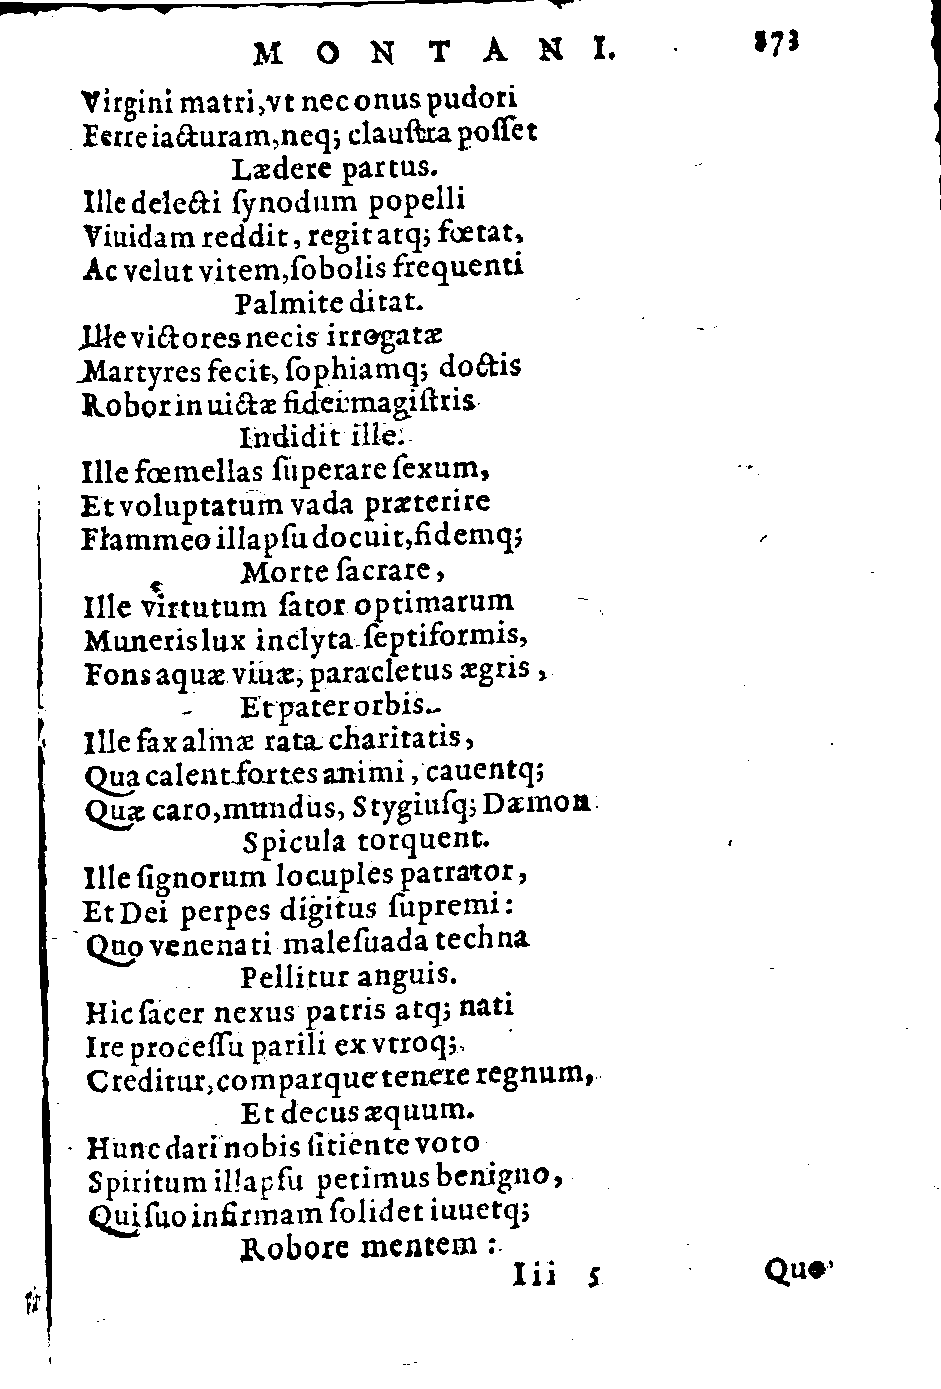 MONTANI. 873
Virgini matri, vt nec onus pudori
Ferre iacturam, neq; clauſtra poſſet
Lædere partus.
Ille delecti ſynodum popelli
Viuidam reddit, regit atq; fœtat,
Ac velut vitem, ſobolis frequenti
Palmite ditat.
Ille victores necis irrogatæ
Martyres fecit, ſophiamq; doctis
Robor inuictæ fidei magiſtris
Indidit ille.
Ille fœmellas ſuperare ſexum,
Et voluptatum vada præterire
Flammeo illapſu docuit, fidemq;
Morte ſacrare,
Ille virtutum ſator optimarum
Muneris lux inclyta ſeptiformis,
Fons aquæ viuæ, paracletus ægris,
Et pater orbis.
Ille fax almæ rata charitatis,
Qua calent fortes animi, cauentq;
Quæ caro, mundus, Stygiuſq; Dæmon
Spicula torquent.
Ille ſignorum locuples patrator,
Et Dei perpes digitus ſupremi:
Quo venenati maleſuada techna
Pellitur anguis.
Hic ſacer nexus patris atq; nati
Ire proceſſu parili ex vtroq;
Creditur, comparque tenere regnum,
Et decus æquum.
Hunc dari nobis ſitiente voto
Spiritum illapſu petimus benigno,
Qui ſuo infirmam ſolidet iuuetq;
Robore mentem:
Iii 5 Quo